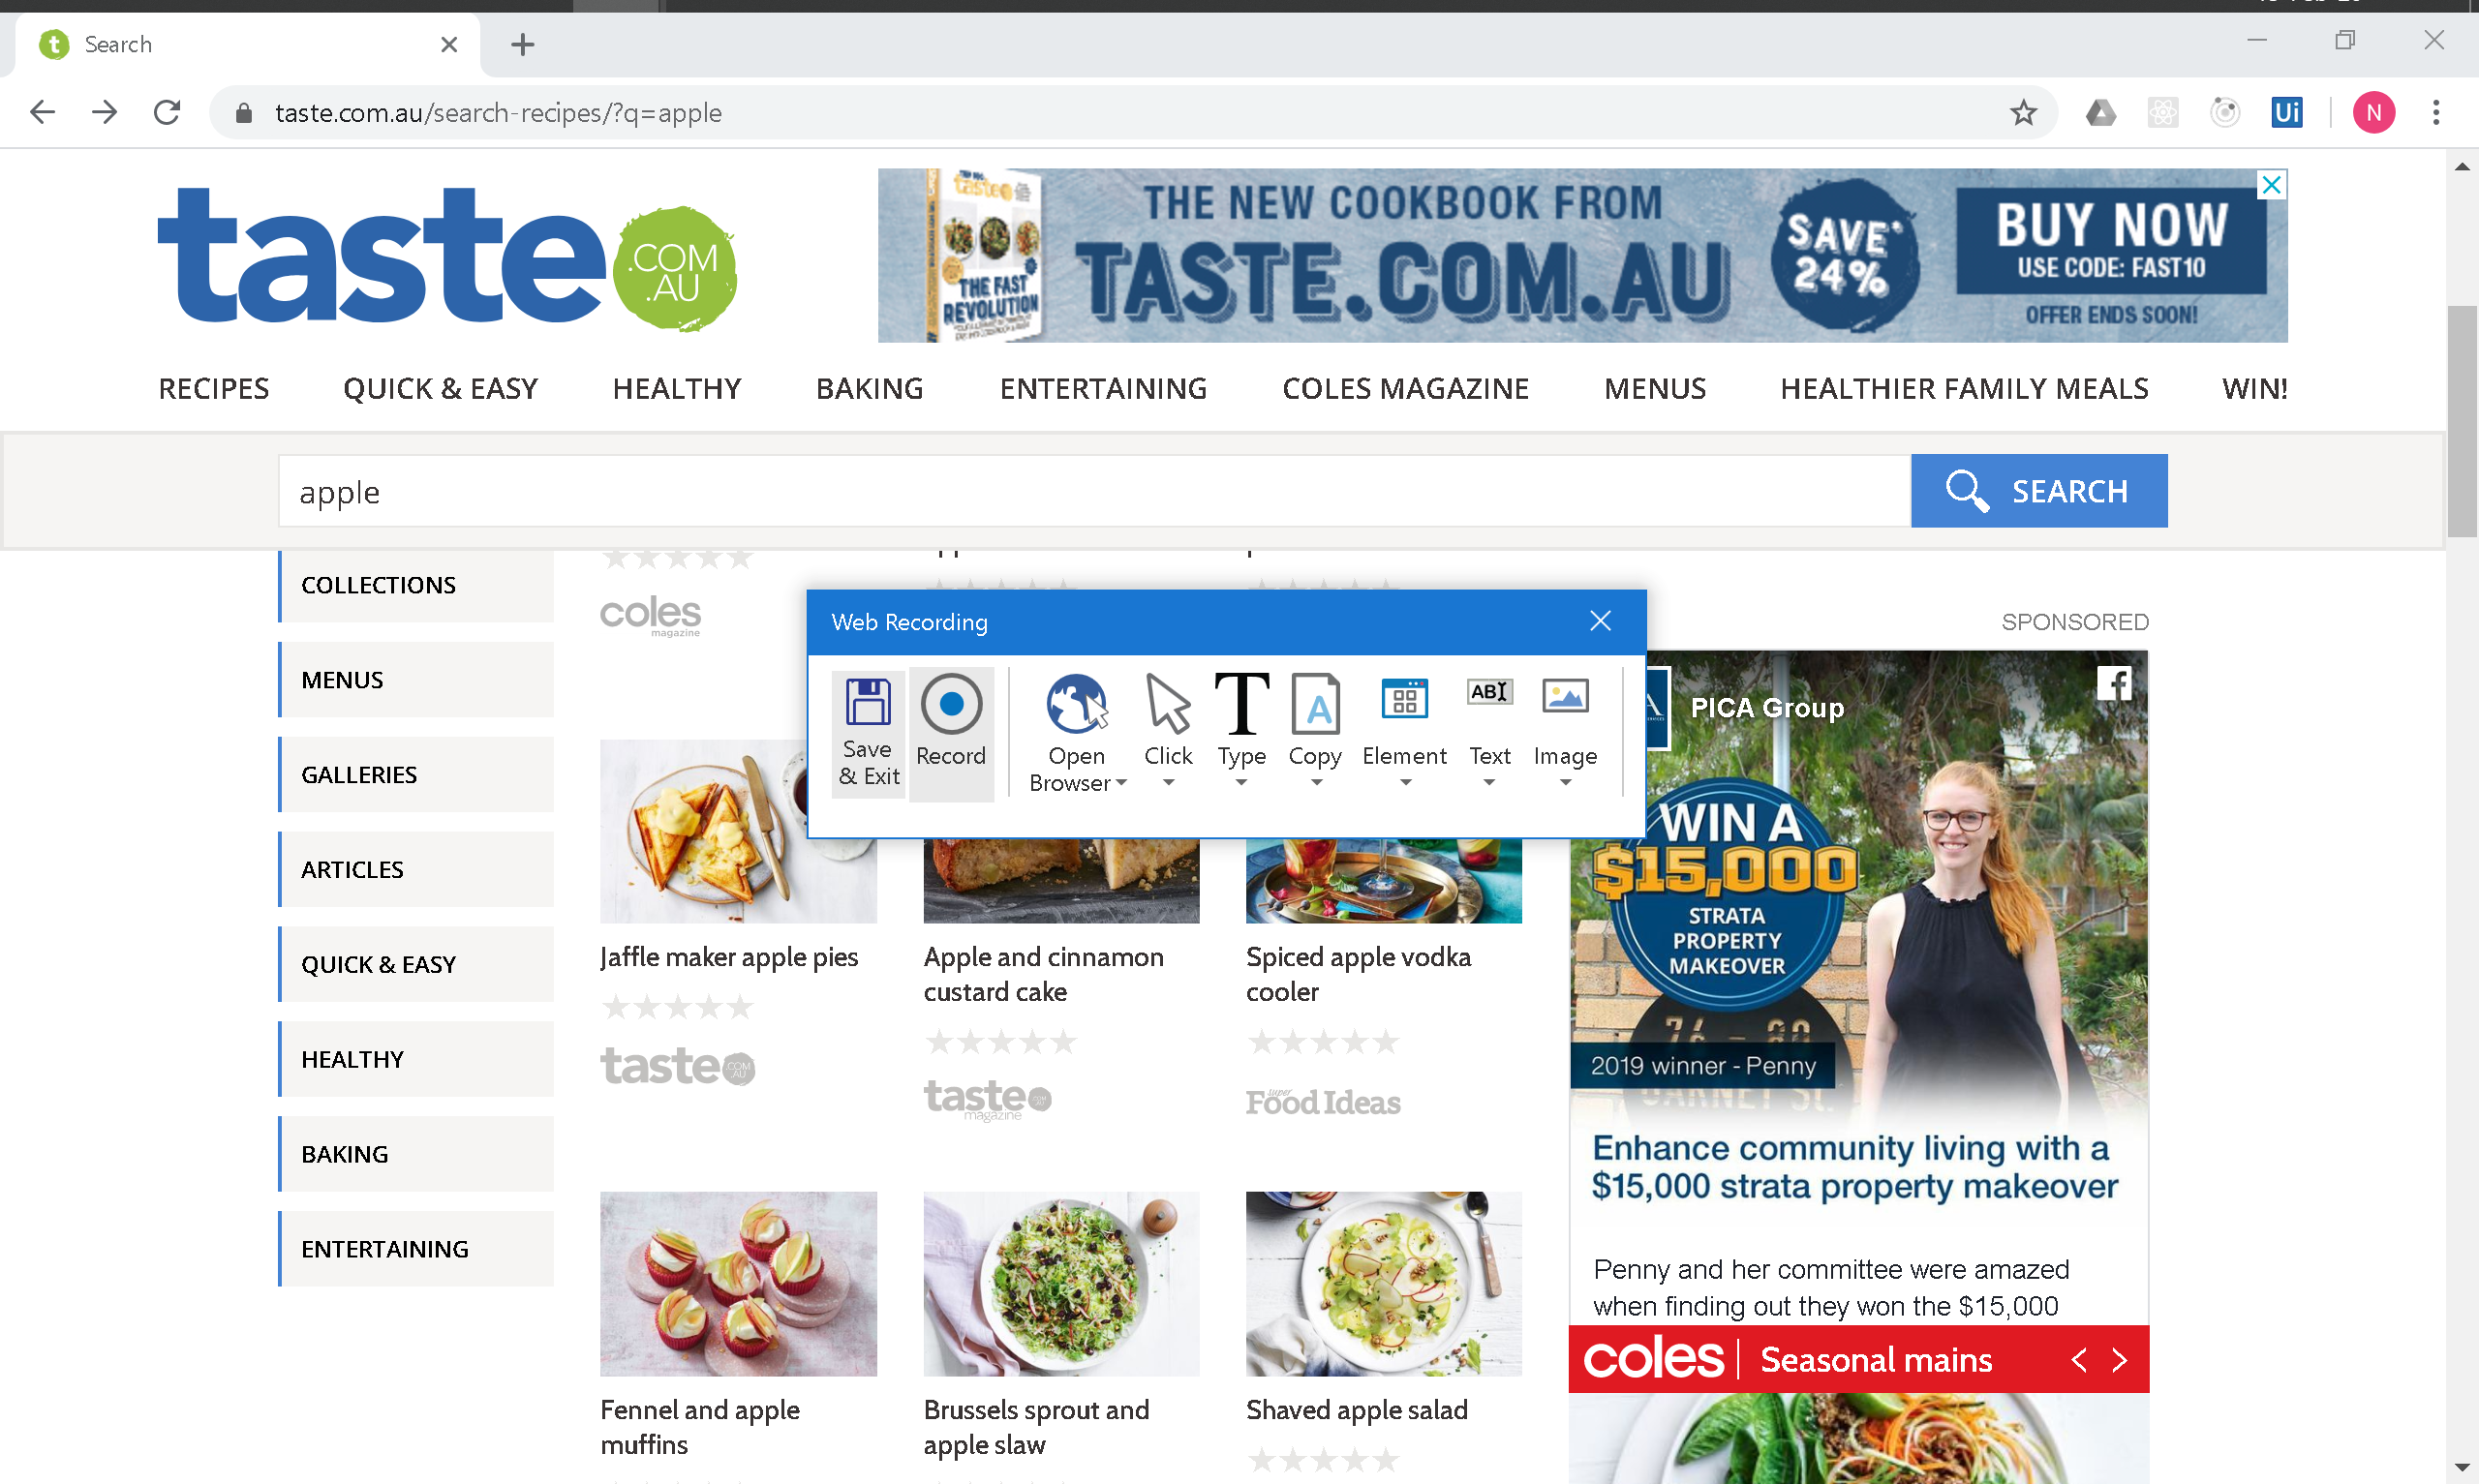 Search
taste.com.au/search-recipes/?q=apple
Ui
N
taste
.COM
.AU
taste
THE FAST
REVOLUTION
THE NEW COOKBOOK FROM
TASTE.COM.AU
SAVE*
24%
BUY NOW
USE CODE: FAST10
OFFER ENDS SOON!
RECIPES QUICK & EASY HEALTHY BAKING ENTERTAINING COLES MAGAZINE MENUS HEALTHIER FAMILY MEALS WIN!
apple
SEARCH
COLLECTIONS
MENUS
GALLERIES
ARTICLES
QUICK & EASY
HEALTHY
BAKING
ENTERTAINING
coles
magazine
Web Recording
Save
& Exit
Record
Open
Browser
Click
Type
Copy
Element
Text
Image
Jaffle maker apple pies
taste.COM.AU
Apple and cinnamon
custard cake
taste.COM.AU
magazine
Spiced apple vodka
cooler
super
Food Ideas
Fennel and apple
muffins
Brussels sprout and
apple slaw
Shaved apple salad
SPONSORED
PICA Group
WIN A
$15,000
STRATA
PROPERTY
MAKEOVER
2019 winner - Penny
Enhance community living with a
$15,000 strata property makeover
Penny and her committee were amazed
when finding out they won the $15,000
coles
Seasonal mains